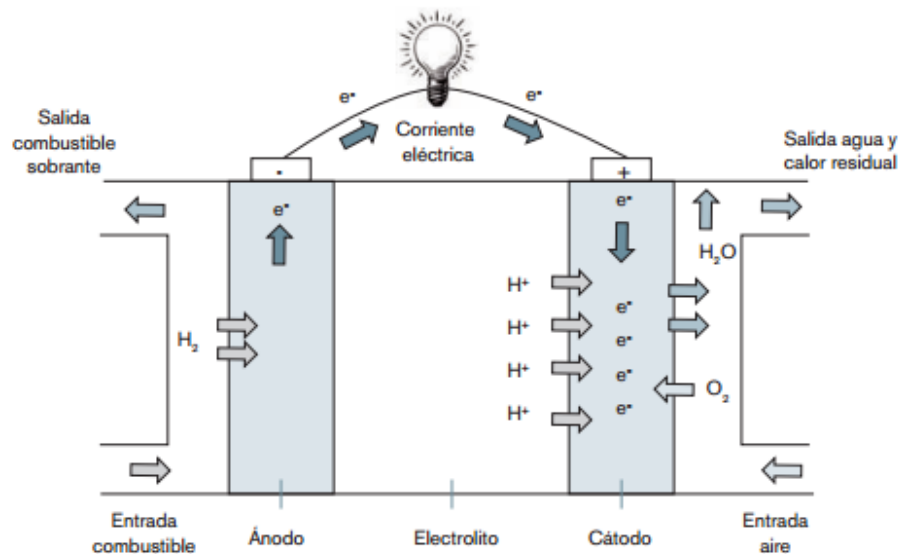 e-
e-
Salida
combustible
sobrante
Corriente
eléctrica
Salida agua y
calor residual
-
+
e-
e-
H₂O
H+
e-
H₂
H+
e-
H+
e-
O₂
H+
e-
Entrada
combustible
Ánodo
Electrolito
Cátodo
Entrada
aire